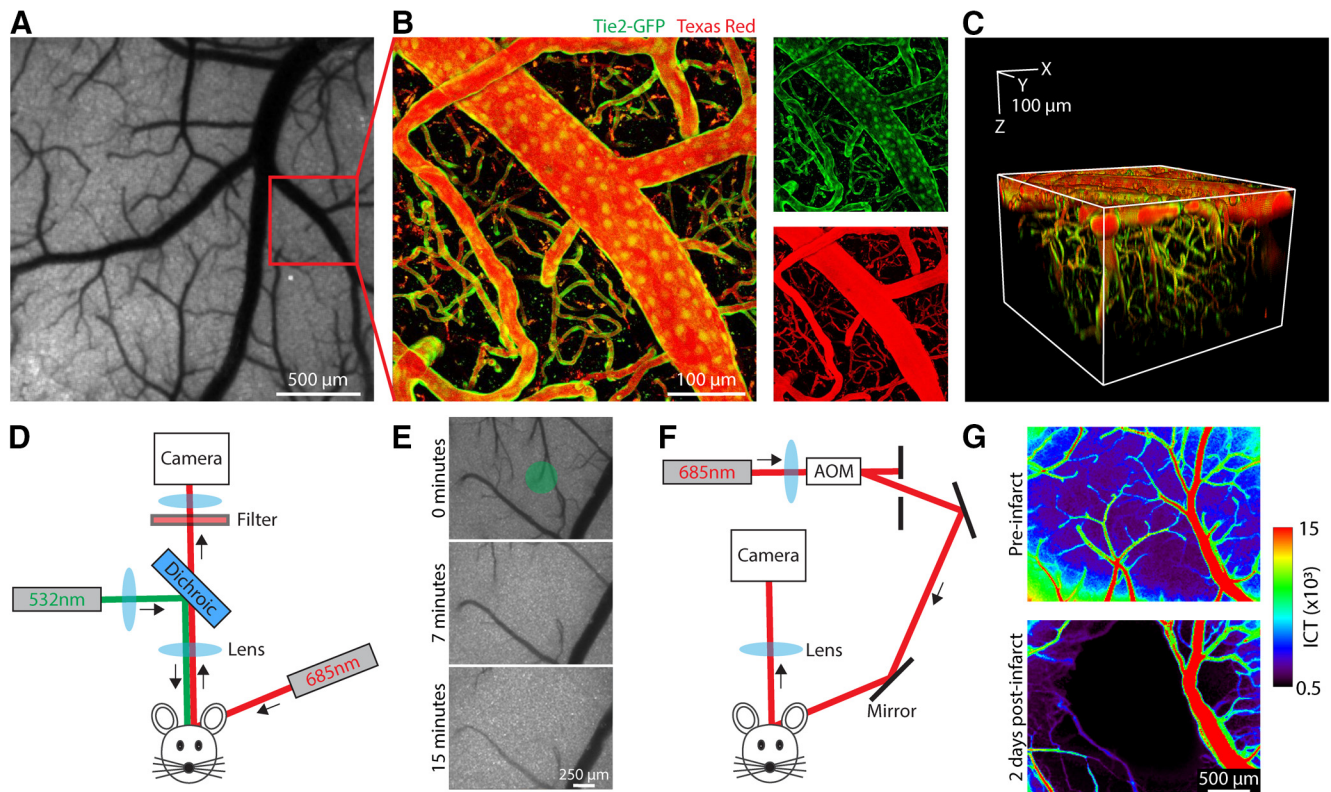 A
500 µm
B
Tie2-GFP Texas Red
100 µm
C
X
Y
100 µm
Z
D
Camera
Filter
Dichroic
532nm
Lens
685nm
E
0 minutes
7 minutes
15 minutes
250 µm
F
685nm
AOM
Camera
Lens
Mirror
G
Pre-infarct
2 days post-infarct
500 µm
15
ICT (x10³)
0.5